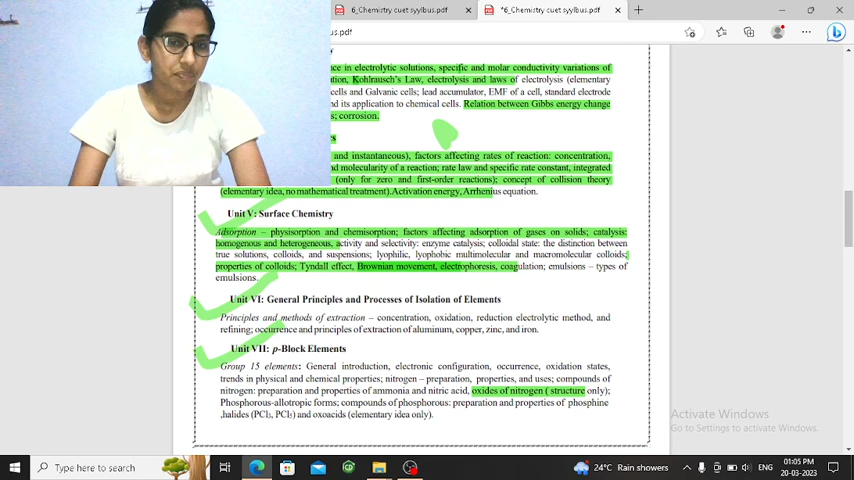 6_Chemistry cuet syylbus.pdf
*6_Chemistry cuet syylbus.pdf
us.pdf
nce in electrolytic solutions, specific and molar conductivity variations of
tion, Kohlrausch's Law, electrolysis and laws of electrolysis (elementary
cells and Galvanic cells; lead accumulator, EMF of a cell, standard electrode
nd its application to chemical cells. Relation between Gibbs energy change
s; corrosion.
cs
and instantaneous), factors affecting rates of reaction: concentration,
nd molecularity of a reaction; rate law and specific rate constant, integrated
(only for zero and first-order reactions); concept of collision theory
(elementary idea, no mathematical treatment).Activation energy, Arrhenius equation.
Unit V: Surface Chemistry
Adsorption – physisorption and chemisorption; factors affecting adsorption of gases on solids; catalysis:
homogenous and heterogeneous, activity and selectivity: enzyme catalysis; colloidal state: the distinction between
true solutions, colloids, and suspensions; lyophilic, lyophobic multimolecular and macromolecular colloids;
properties of colloids; Tyndall effect, Brownian movement, electrophoresis, coagulation; emulsions – types of
emulsions.
Unit VI: General Principles and Processes of Isolation of Elements
Principles and methods of extraction – concentration, oxidation, reduction electrolytic method, and
refining; occurrence and principles of extraction of aluminum, copper, zinc, and iron.
Unit VII: p-Block Elements
Group 15 elements: General introduction, electronic configuration, occurrence, oxidation states,
trends in physical and chemical properties; nitrogen – preparation, properties, and uses; compounds of
nitrogen: preparation and properties of ammonia and nitric acid, oxides of nitrogen ( structure only);
Phosphorous-allotropic forms; compounds of phosphorous: preparation and properties of phosphine
,halides (PCl3, PCl5) and oxoacids (elementary idea only).
Activate Windows
Go to Settings to activate Windows.
Type here to search
24°C Rain showers
ENG
01:05 PM
20-03-2023